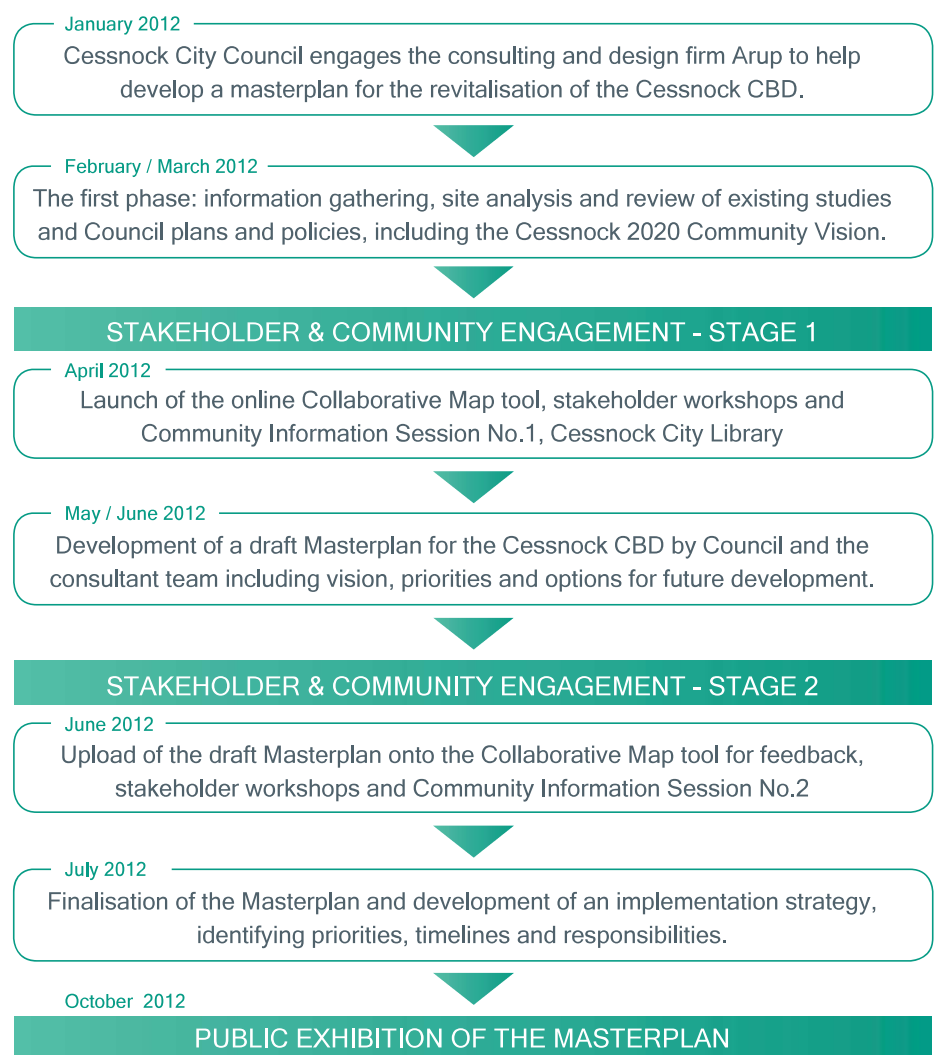 January 2012
Cessnock City Council engages the consulting and design firm Arup to help
develop a masterplan for the revitalisation of the Cessnock CBD.
February / March 2012
The first phase: information gathering, site analysis and review of existing studies
and Council plans and policies, including the Cessnock 2020 Community Vision.
STAKEHOLDER & COMMUNITY ENGAGEMENT - STAGE 1
April 2012
Launch of the online Collaborative Map tool, stakeholder workshops and
Community Information Session No.1, Cessnock City Library
May / June 2012
Development of a draft Masterplan for the Cessnock CBD by Council and the
consultant team including vision, priorities and options for future development.
STAKEHOLDER & COMMUNITY ENGAGEMENT - STAGE 2
June 2012
Upload of the draft Masterplan onto the Collaborative Map tool for feedback,
stakeholder workshops and Community Information Session No.2
July 2012
Finalisation of the Masterplan and development of an implementation strategy,
identifying priorities, timelines and responsibilities.
October 2012
PUBLIC EXHIBITION OF THE MASTERPLAN